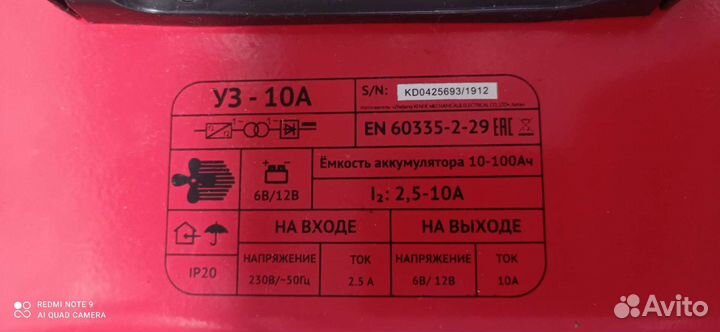 УЗ - 10А
S/N: KD0425693/1912
EN 60335-2-29 EAC
6В/12В
Ёмкость аккумулятора 10-100Ач
I₂: 2,5-10А
IP20
НА ВХОДЕ
НА ВЫХОДЕ
НАПРЯЖЕНИЕ
ТОК
НАПРЯЖЕНИЕ
ТОК
230В/~50Гц
2.5 А
6В/ 12В
10А
REDMI NOTE 9
AI QUAD CAMERA
Avito